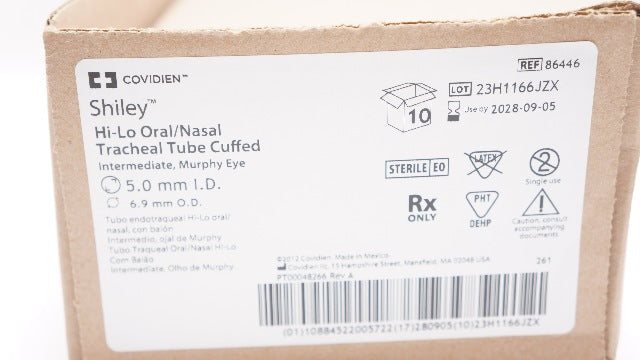 COVIDIEN™
Shiley™
Hi-Lo Oral/Nasal
Tracheal Tube Cuffed
Intermediate, Murphy Eye
5.0 mm I.D.
6.9 mm O.D.
Tubo endotraqueal Hi-Lo oral/
nasal, con balón
Intermedio, ojal de Murphy
Tubo Traqueal Oral/Nasal Hi-Lo
Com Balão
Intermediate, Olho de Murphy
REF 86446
10
LOT 23H1166JZX
Use by 2028-09-05
STERILE EO
LATEX
2
Single use
Rx
ONLY
PHT
DEHP
Caution, consult
accompanying
documents
©2012 Covidien. Made in Mexico.
Covidien llc, 15 Hampshire Street, Mansfield, MA 02048 USA
261
PT00048266 Rev A
(01)10884522005722(17)280905(10)23H1166JZX